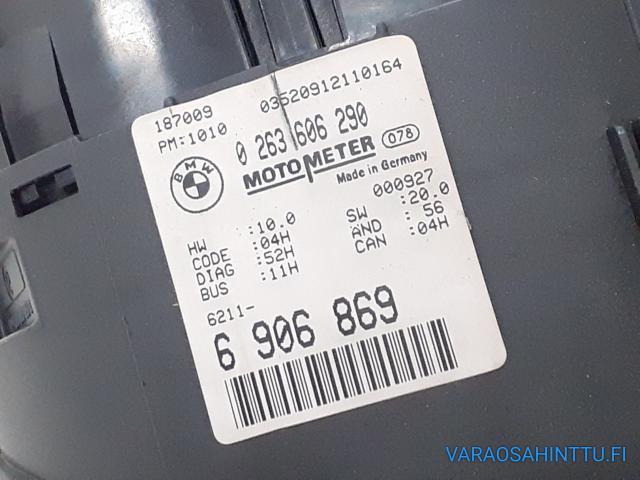 187009 03520912110164
PM:1010 0 263 606 290
BMW MOTOMETER 078
Made in Germany
000927
HW :10.0 SW :20.0
CODE :04H AND : 56
DIAG :52H CAN :04H
BUS :11H
6211-
6 906 869
VARAOSAHINTTU.FI